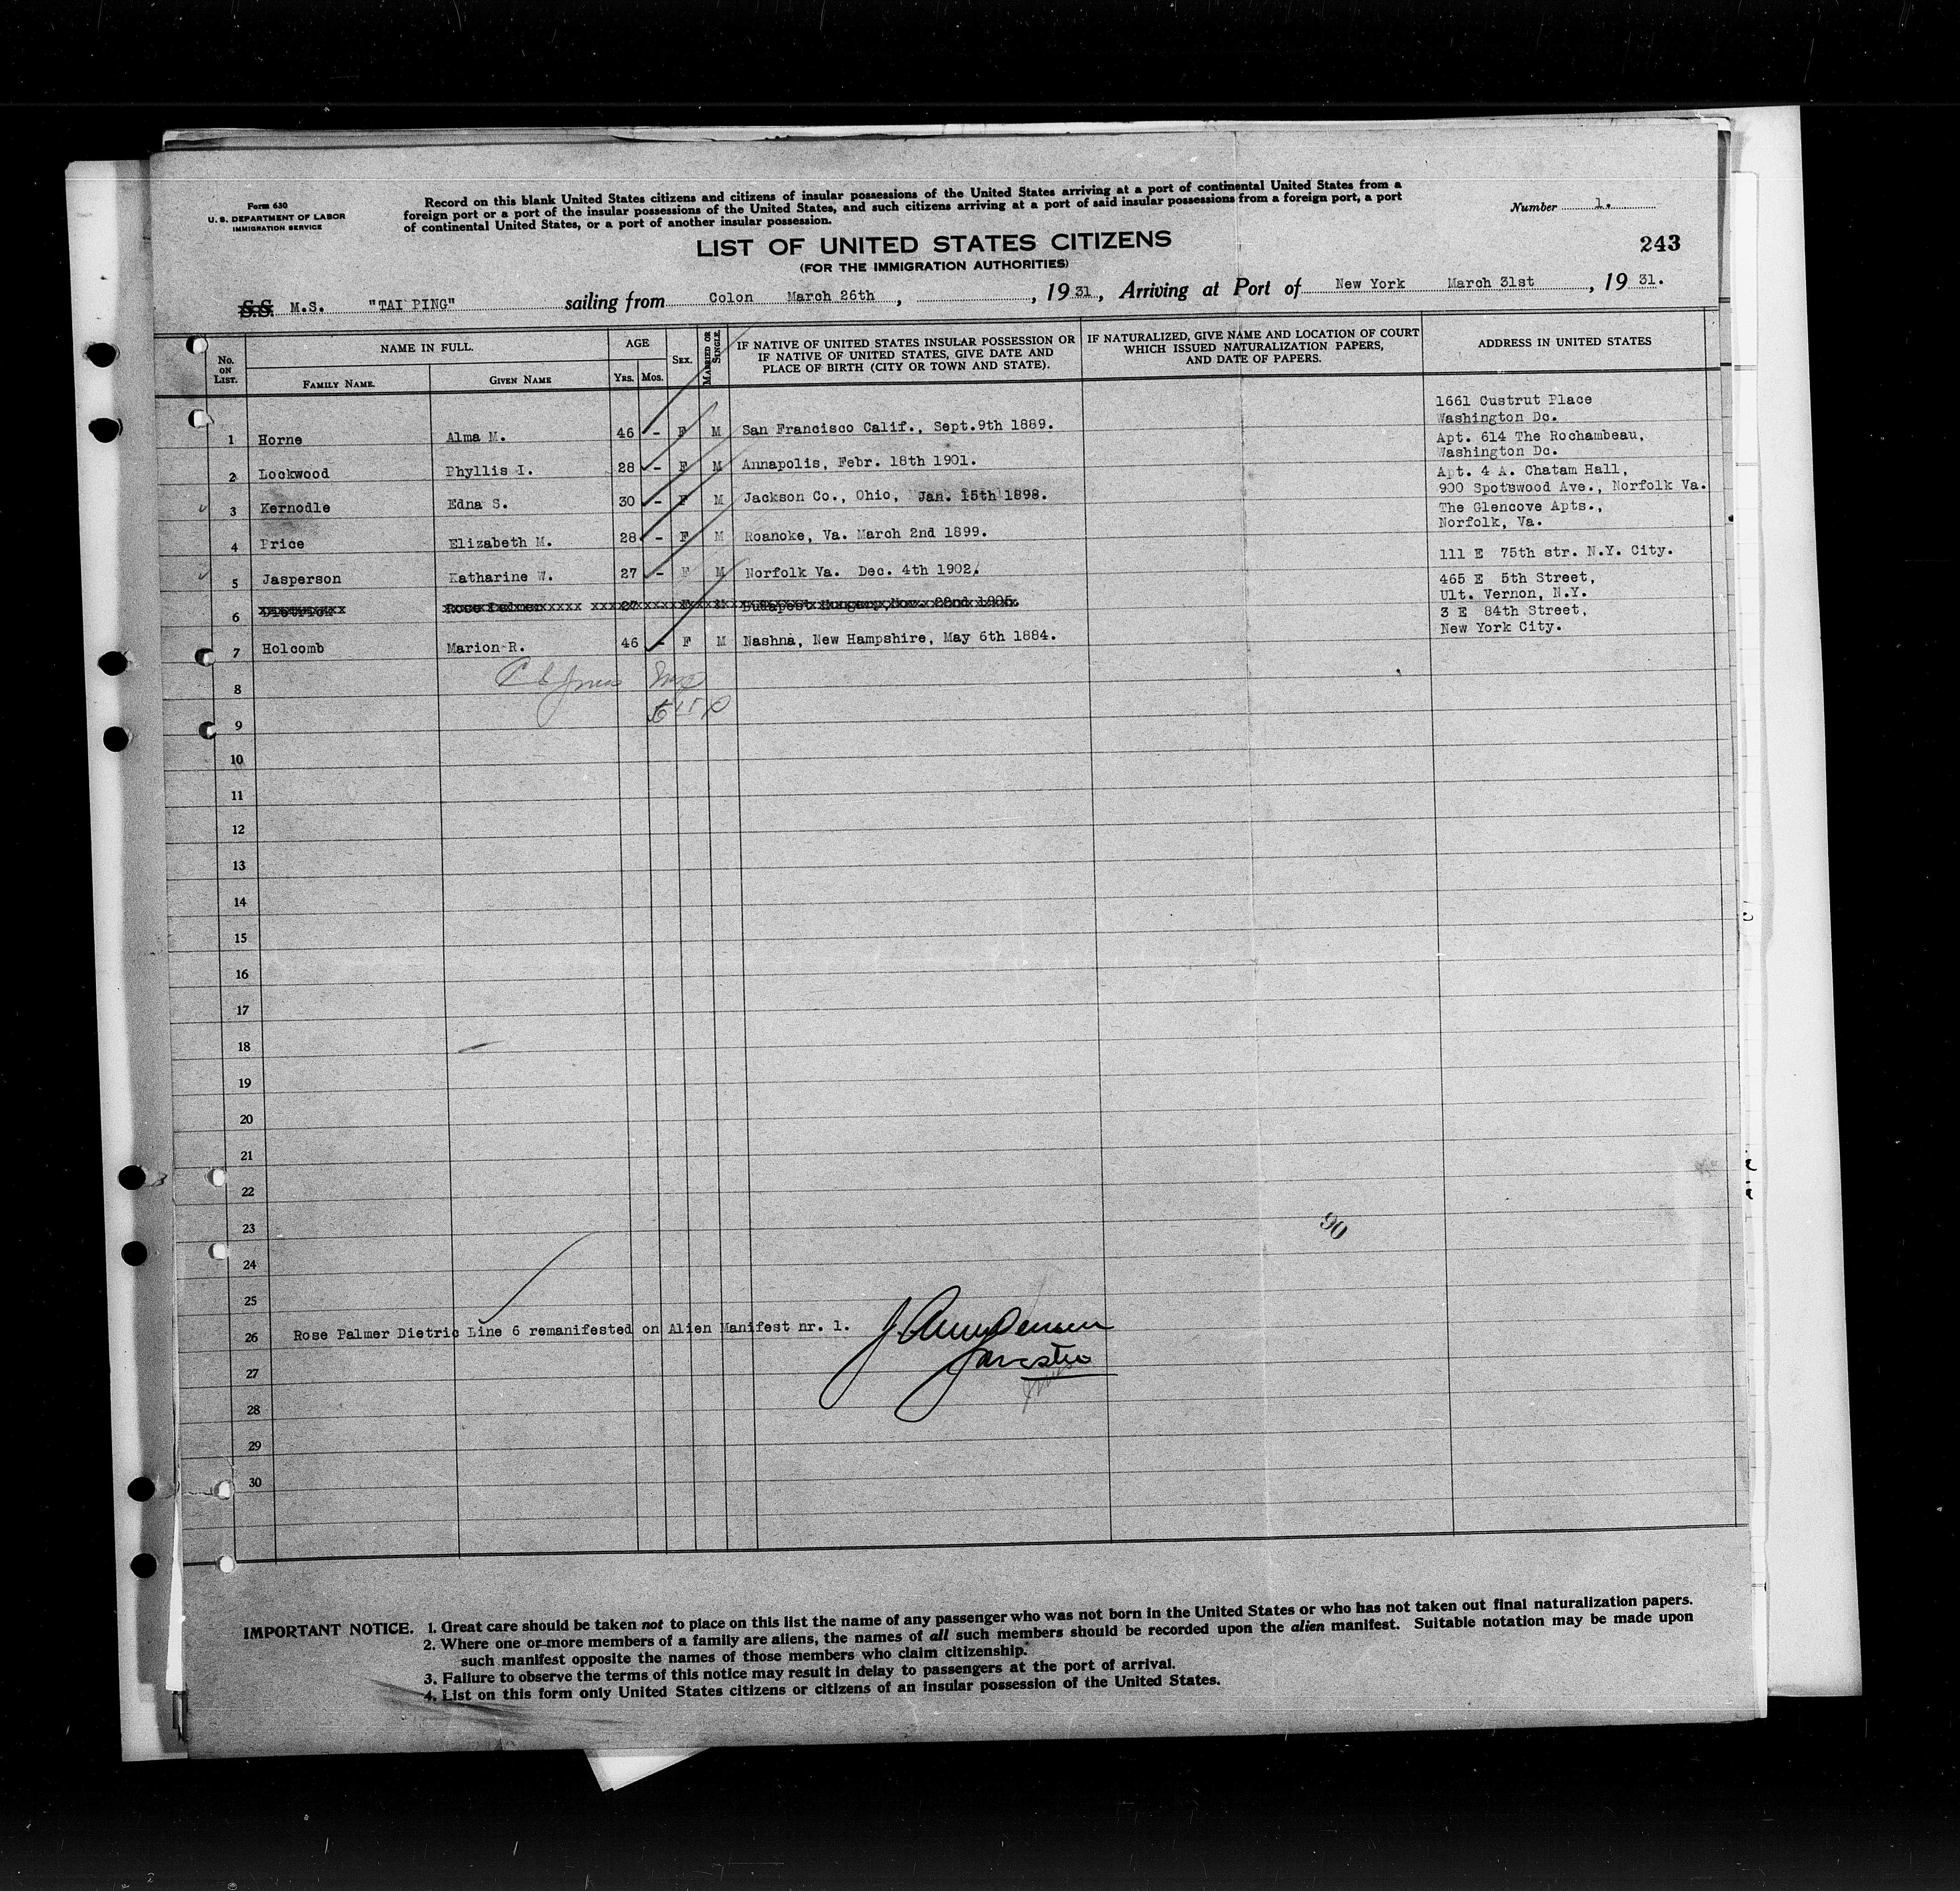 Form 630
U. S. DEPARTMENT OF LABOR
IMMIGRATION SERVICE
Record on this blank United States citizens and citizens of insular possessions of the United States arriving at a port of continental United States from a
foreign port or a port of the insular possessions of the United States, and such citizens arriving at a port of said insular possessions from a foreign port, a port
of continental United States, or a port of another insular possession.
Number 1.
LIST OF UNITED STATES CITIZENS
243
(FOR THE IMMIGRATION AUTHORITIES)
S.S. M.S. "TAI PING" sailing from Colon March 26th , , 1931, Arriving at Port of New York March 31st , 19 31.
No. ON LIST.
NAME IN FULL.
FAMILY NAME.
GIVEN NAME
AGE
YRS.
MOS.
SEX.
MARRIED OR SINGLE.
IF NATIVE OF UNITED STATES INSULAR POSSESSION OR
IF NATIVE OF UNITED STATES, GIVE DATE AND
PLACE OF BIRTH (CITY OR TOWN AND STATE).
IF NATURALIZED, GIVE NAME AND LOCATION OF COURT
WHICH ISSUED NATURALIZATION PAPERS,
AND DATE OF PAPERS.
ADDRESS IN UNITED STATES
1661 Custrut Place
Washington Dc.
1 Horne Alma M. 46 - F M San Francisco Calif., Sept.9th 1889.
Apt. 614 The Rochambeau,
Washington Dc.
2 Lockwood Phyllis I. 28 - F M Annapolis, Febr. 18th 1901.
Apt. 4 A. Chatam Hall,
900 Spotswood Ave., Norfolk Va.
3 Kernodle Edna S. 30 - F M Jackson Co., Ohio, Jan. 15th 1898.
The Glencove Apts.,
Norfolk, Va.
4 Price Elizabeth M. 28 - F M Roanoke, Va. March 2nd 1899.
111 E 75th str. N.Y. City.
5 Jasperson Katharine W. 27 - F M Norfolk Va. Dec. 4th 1902.
465 E 5th Street,
Ult. Vernon, N.Y.
6 Rose Palmer 27 F M Budapest Hungary, Nov. 22nd
3 E 84th Street,
New York City.
7 Holcomb Marion R. 46 - F M Nashna, New Hampshire, May 6th 1884.
8
9
10
11
12
13
14
15
16
17
18
19
20
21
22
23
90
24
25
26 Rose Palmer Dietric Line 6 remanifested on Alien Manifest nr. 1.
27
28
29
30
IMPORTANT NOTICE. 1. Great care should be taken not to place on this list the name of any passenger who was not born in the United States or who has not taken out final naturalization papers.
2. Where one or more members of a family are aliens, the names of all such members should be recorded upon the alien manifest. Suitable notation may be made upon
such manifest opposite the names of those members who claim citizenship.
3. Failure to observe the terms of this notice may result in delay to passengers at the port of arrival.
4. List on this form only United States citizens or citizens of an insular possession of the United States.